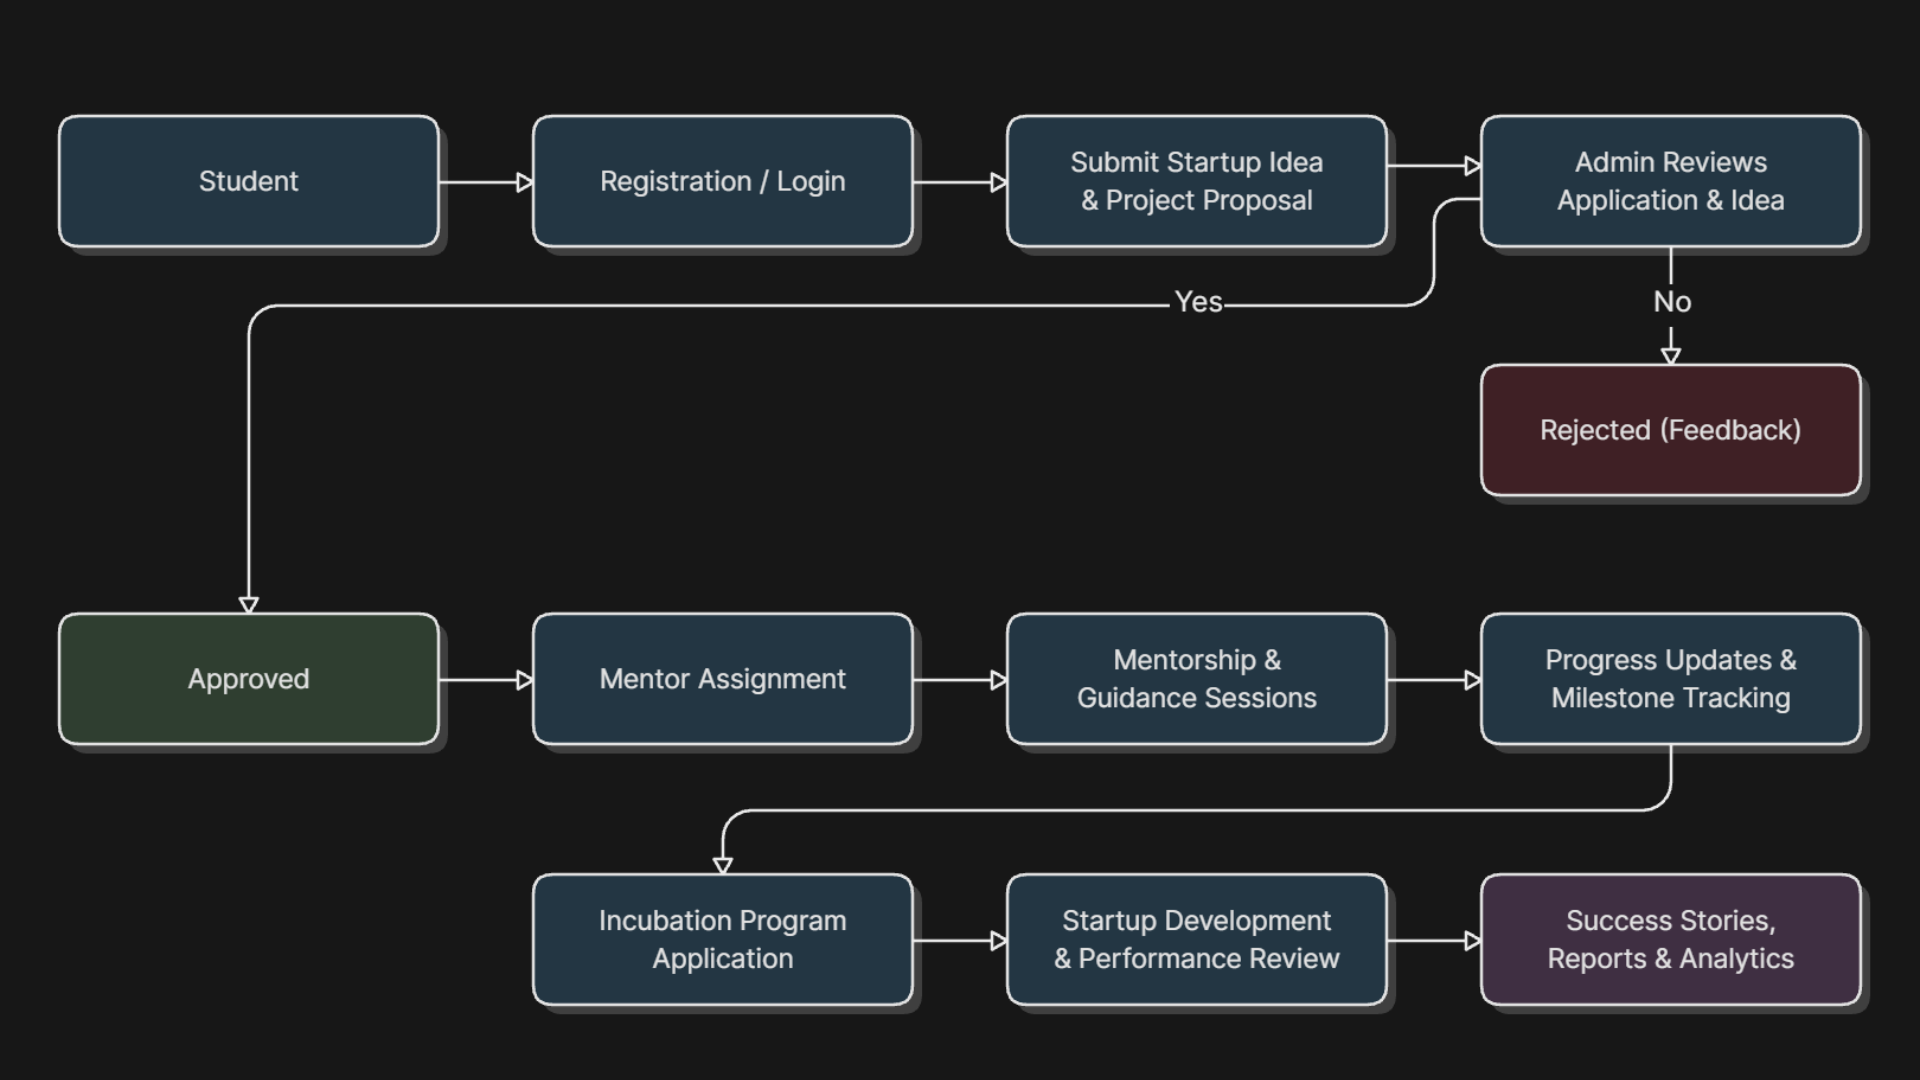 Student
Registration / Login
Submit Startup Idea
& Project Proposal
Admin Reviews
Application & Idea
Yes
No
Rejected (Feedback)
Approved
Mentor Assignment
Mentorship &
Guidance Sessions
Progress Updates &
Milestone Tracking
Incubation Program
Application
Startup Development
& Performance Review
Success Stories,
Reports & Analytics